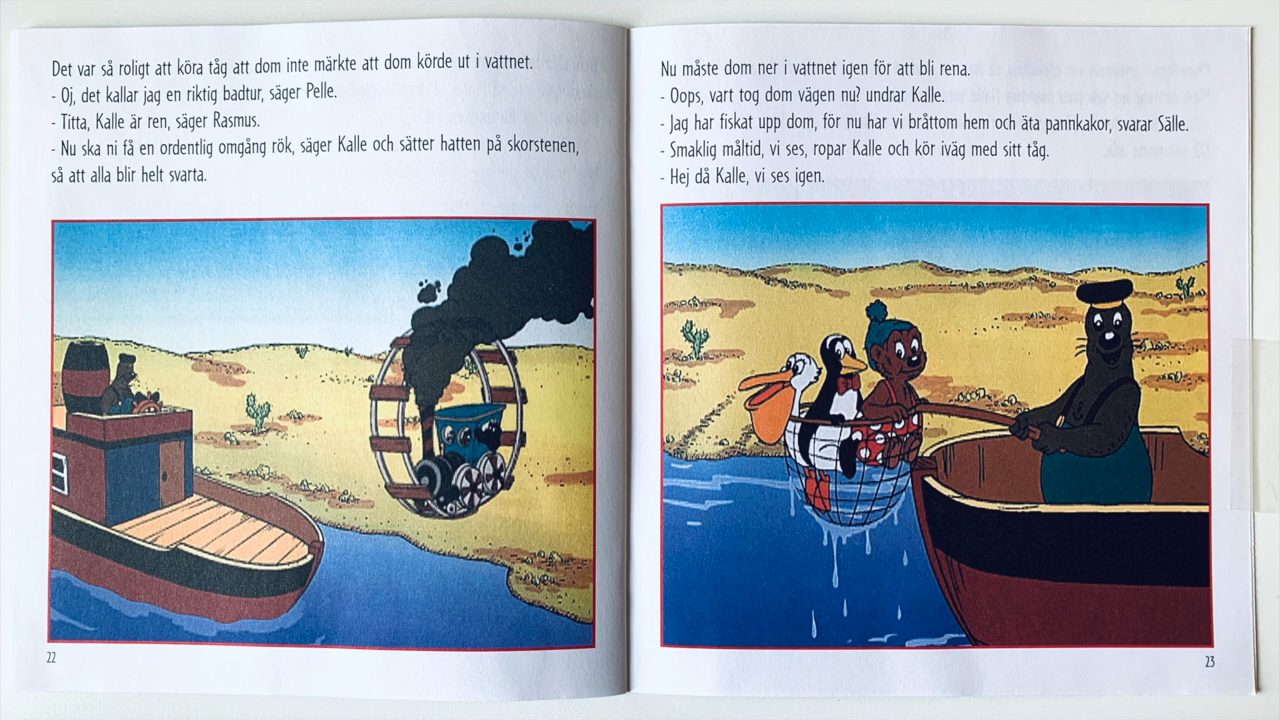 Det var så roligt att köra tåg att dom inte märkte att dom körde ut i vattnet.
- Oj, det kallar jag en riktig badtur, säger Pelle.
- Titta, Kalle är ren, säger Rasmus.
- Nu ska ni få en ordentlig omgång rök, säger Kalle och sätter hatten på skorstenen,
så att alla blir helt svarta.
22
Nu måste dom ner i vattnet igen för att bli rena.
- Oops, vart tog dom vägen nu? undrar Kalle.
- Jag har fiskat upp dom, för nu har vi bråttom hem och äta pannkakor, svarar Sälle.
- Smaklig måltid, vi ses, ropar Kalle och kör iväg med sitt tåg.
- Hej då Kalle, vi ses igen.
23